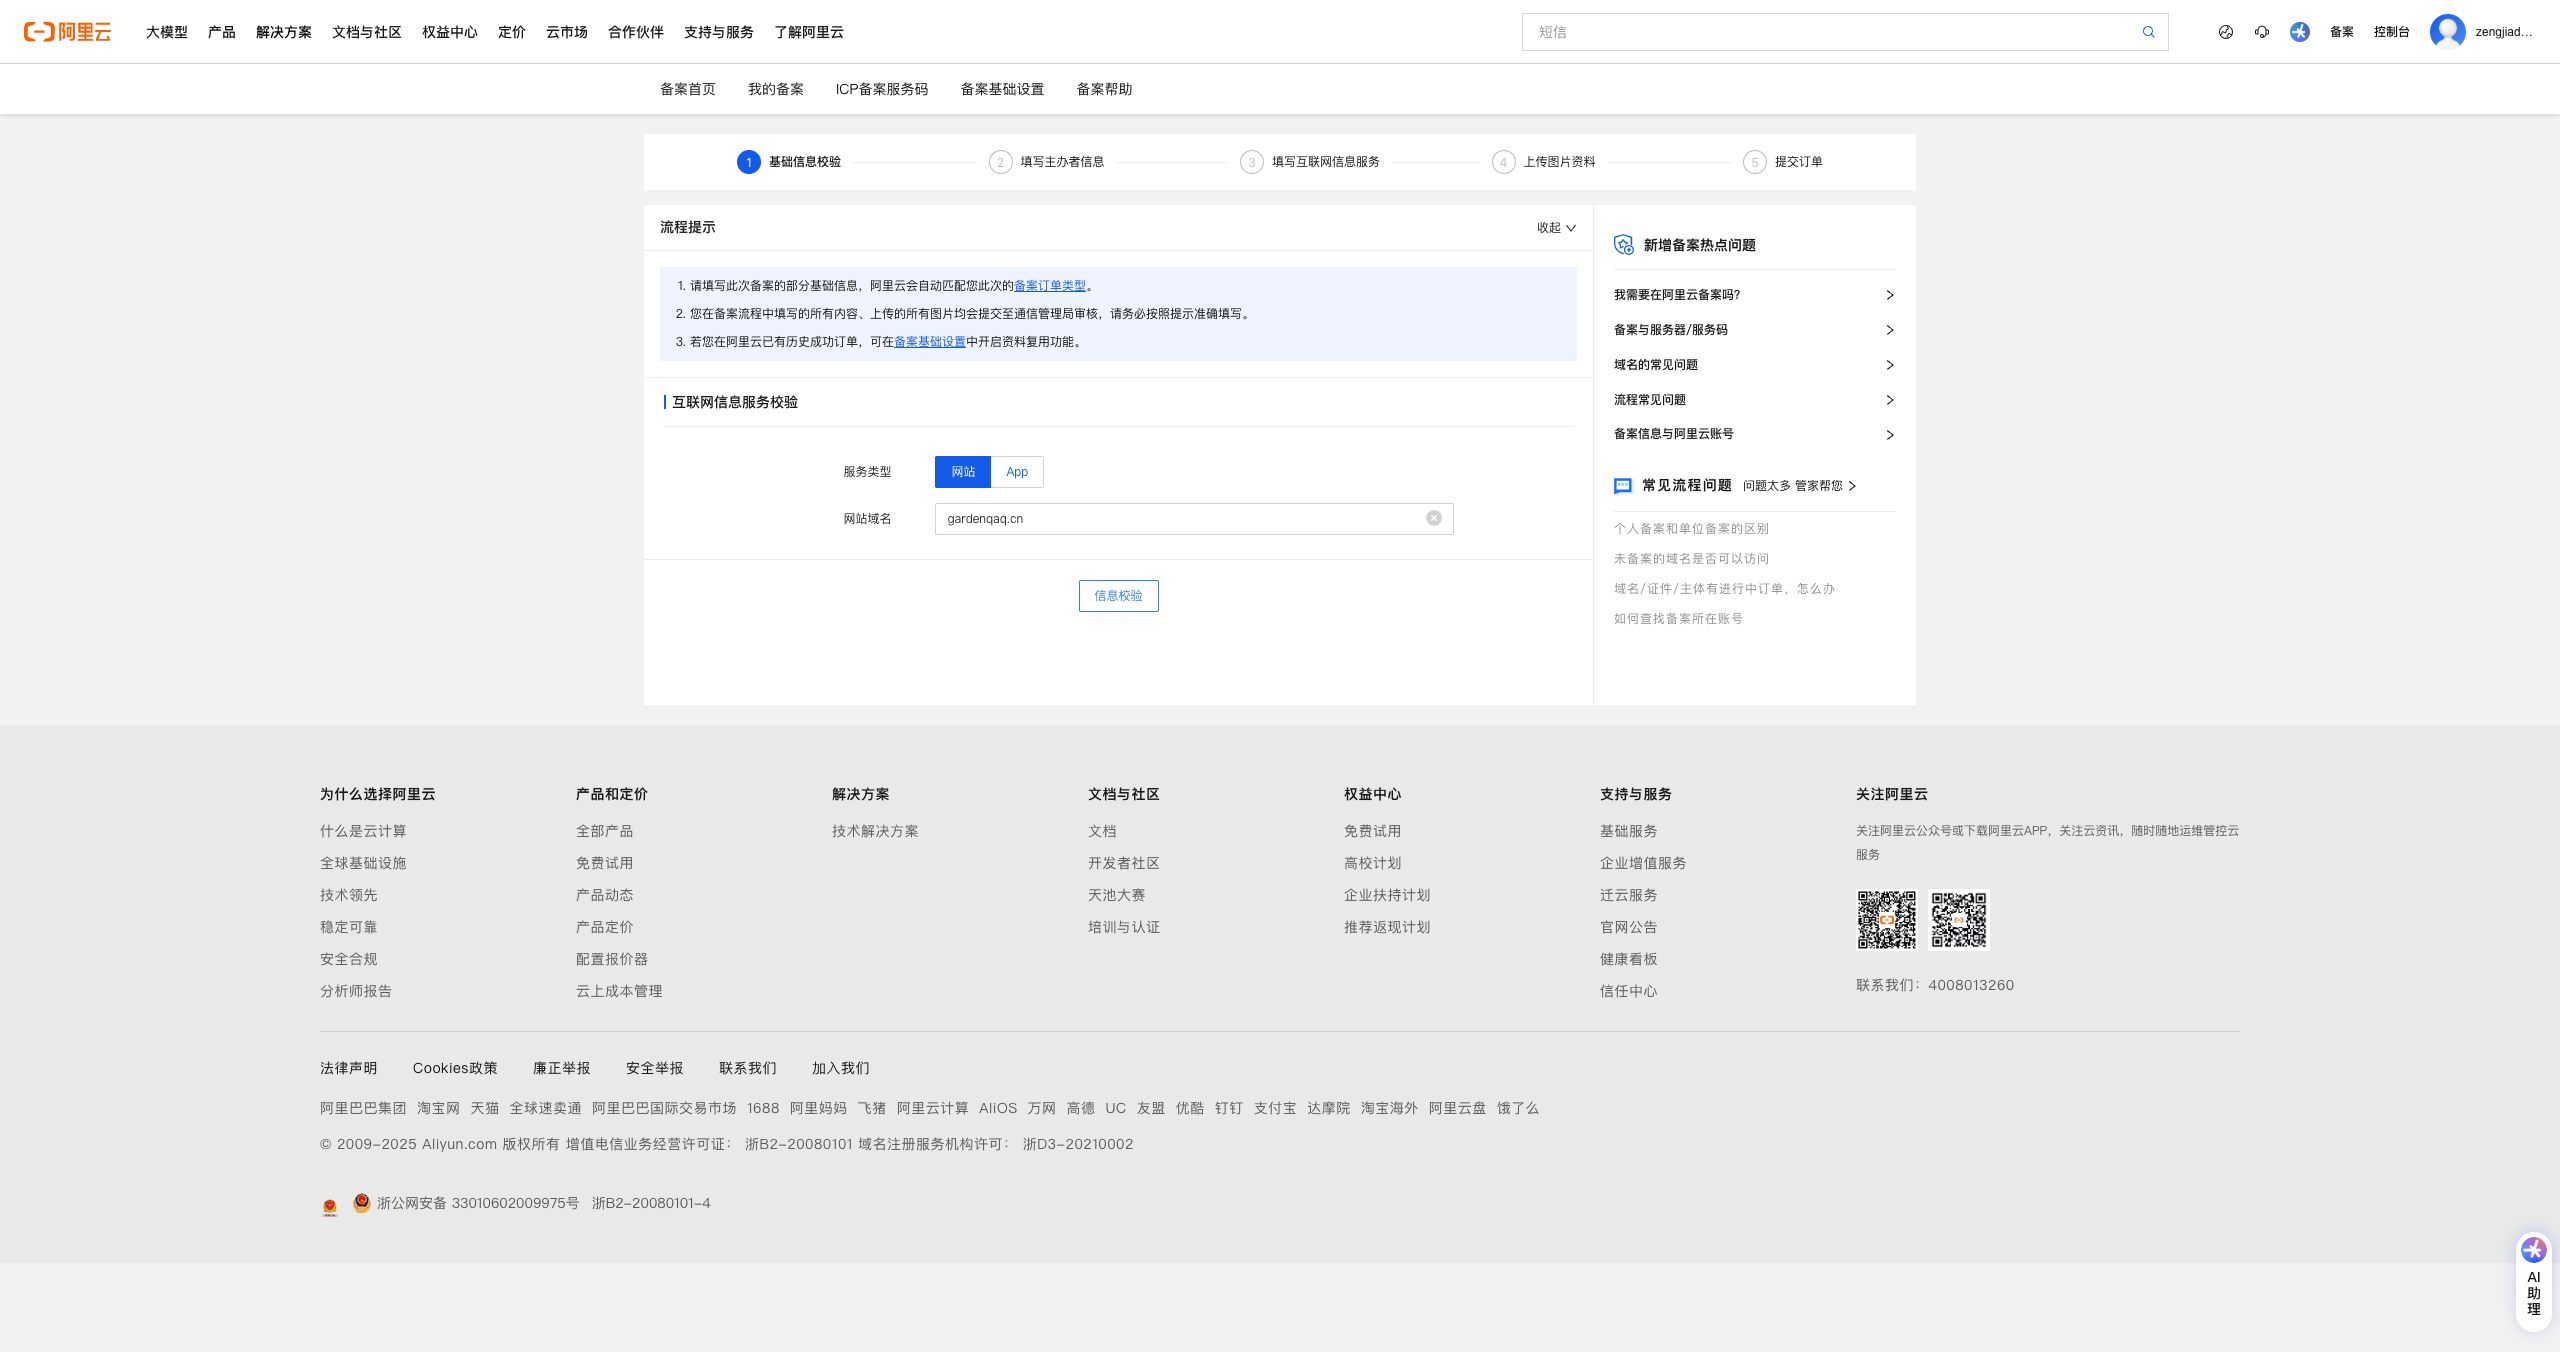 阿里云 大模型 产品 解决方案 文档与社区 权益中心 定价 云市场 合作伙伴 支持与服务 了解阿里云 短信 备案 控制台 zengjiad...
备案首页 我的备案 ICP备案服务码 备案基础设置 备案帮助
1 基础信息校验 2 填写主办者信息 3 填写互联网信息服务 4 上传图片资料 5 提交订单
流程提示 收起
1. 请填写此次备案的部分基础信息，阿里云会自动匹配您此次的备案订单类型。
2. 您在备案流程中填写的所有内容、上传的所有图片均会提交至通信管理局审核，请务必按照提示准确填写。
3. 若您在阿里云已有历史成功订单，可在备案基础设置中开启资料复用功能。
互联网信息服务校验
服务类型 网站 App
网站域名 gardenqaq.cn
信息校验
新增备案热点问题
我需要在阿里云备案吗?
备案与服务器/服务码
域名的常见问题
流程常见问题
备案信息与阿里云账号
常见流程问题 问题太多 管家帮您
个人备案和单位备案的区别
未备案的域名是否可以访问
域名/证件/主体有进行中订单，怎么办
如何查找备案所在账号
为什么选择阿里云
什么是云计算
全球基础设施
技术领先
稳定可靠
安全合规
分析师报告
产品和定价
全部产品
免费试用
产品动态
产品定价
配置报价器
云上成本管理
解决方案
技术解决方案
文档与社区
文档
开发者社区
天池大赛
培训与认证
权益中心
免费试用
高校计划
企业扶持计划
推荐返现计划
支持与服务
基础服务
企业增值服务
迁云服务
官网公告
健康看板
信任中心
关注阿里云
关注阿里云公众号或下载阿里云APP，关注云资讯，随时随地运维管控云
服务
联系我们：4008013260
法律声明 Cookies政策 廉正举报 安全举报 联系我们 加入我们
阿里巴巴集团 淘宝网 天猫 全球速卖通 阿里巴巴国际交易市场 1688 阿里妈妈 飞猪 阿里云计算 AliOS 万网 高德 UC 友盟 优酷 钉钉 支付宝 达摩院 淘宝海外 阿里云盘 饿了么
© 2009-2025 Aliyun.com 版权所有 增值电信业务经营许可证： 浙B2-20080101 域名注册服务机构许可： 浙D3-20210002
浙公网安备 33010602009975号 浙B2-20080101-4
AI
助
理